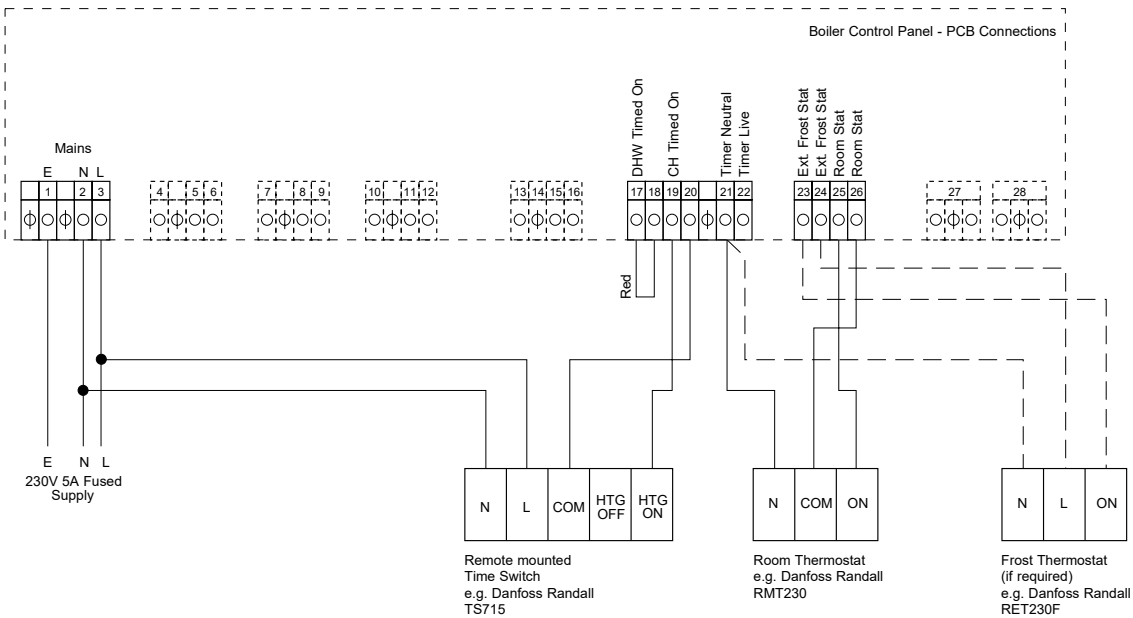 Boiler Control Panel - PCB Connections
Mains
E N L
DHW Timed On
CH Timed On
Timer Neutral
Timer Live
Ext. Frost Stat
Ext. Frost Stat
Room Stat
Room Stat
1 2 3 4 5 6 7 8 9 10 11 12 13 14 15 16 17 18 19 20 21 22 23 24 25 26 27 28
Red
E N L
230V 5A Fused
Supply
N L COM HTG OFF HTG ON
Remote mounted
Time Switch
e.g. Danfoss Randall
TS715
N COM ON
Room Thermostat
e.g. Danfoss Randall
RMT230
N L ON
Frost Thermostat
(if required)
e.g. Danfoss Randall
RET230F